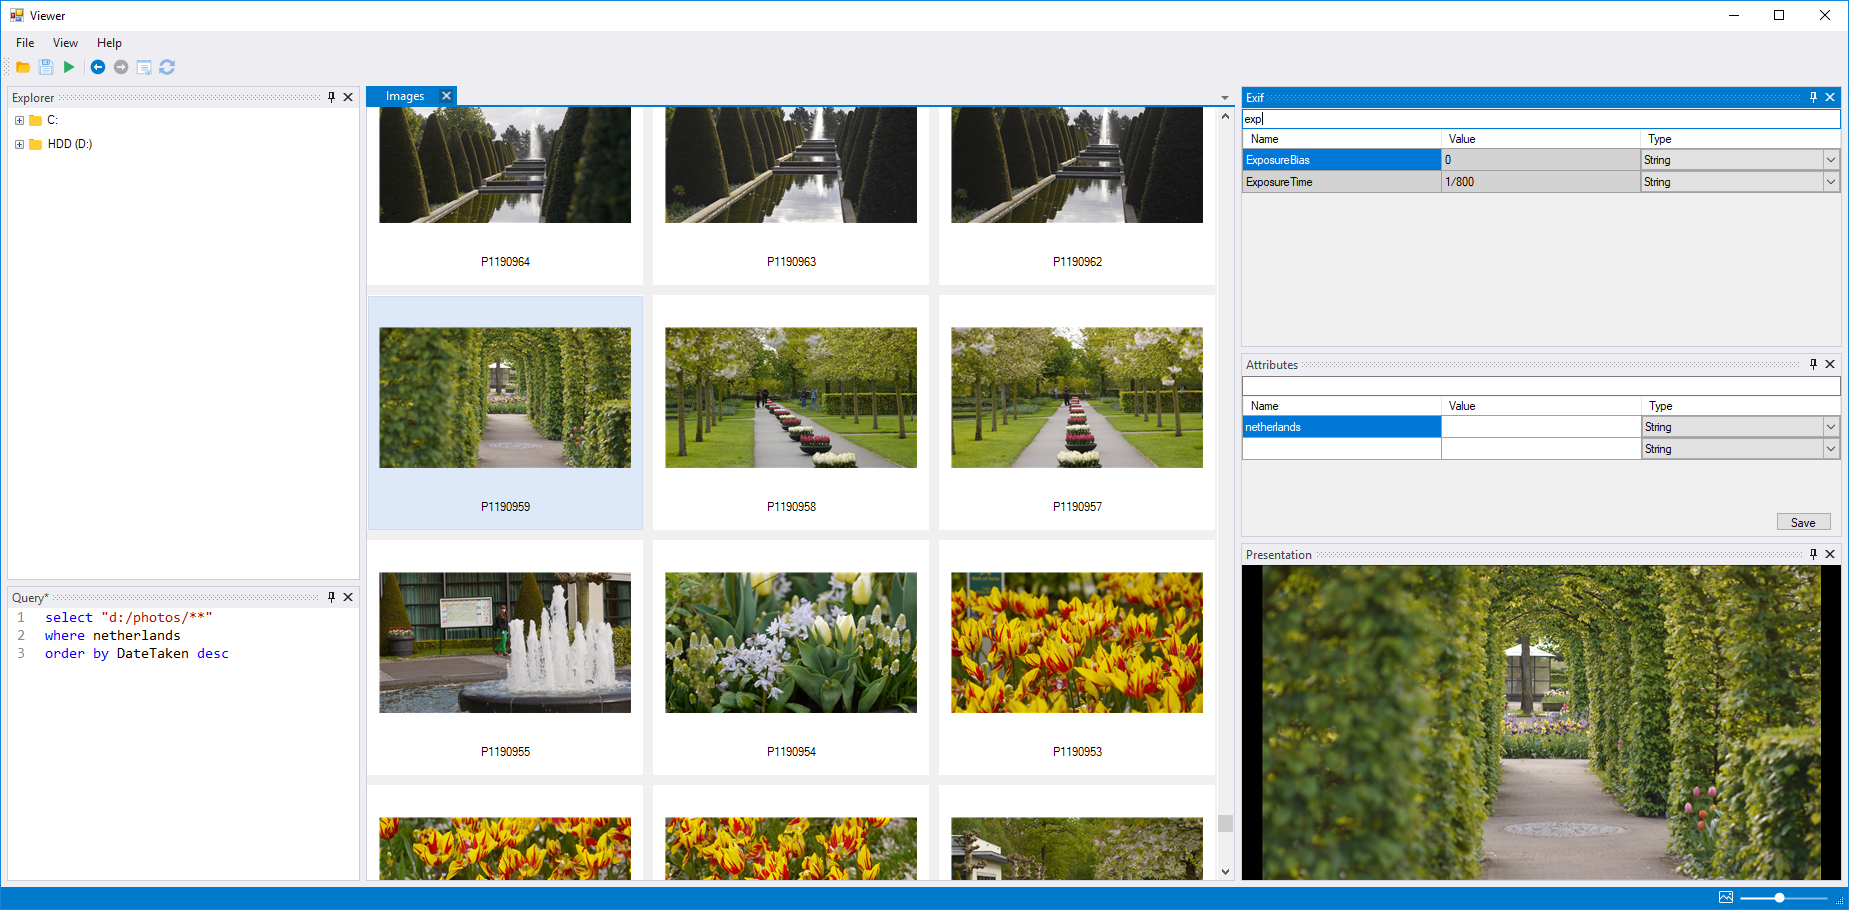 Viewer
File View Help
Explorer
C:
HDD (D:)
Query*
1 select "d:/photos/**"
2 where netherlands
3 order by DateTaken desc
Images
P1190964
P1190963
P1190962
P1190959
P1190958
P1190957
P1190955
P1190954
P1190953
Exif
exp
Name Value Type
ExposureBias 0 String
ExposureTime 1/800 String
Attributes
Name Value Type
netherlands String
String
Save
Presentation